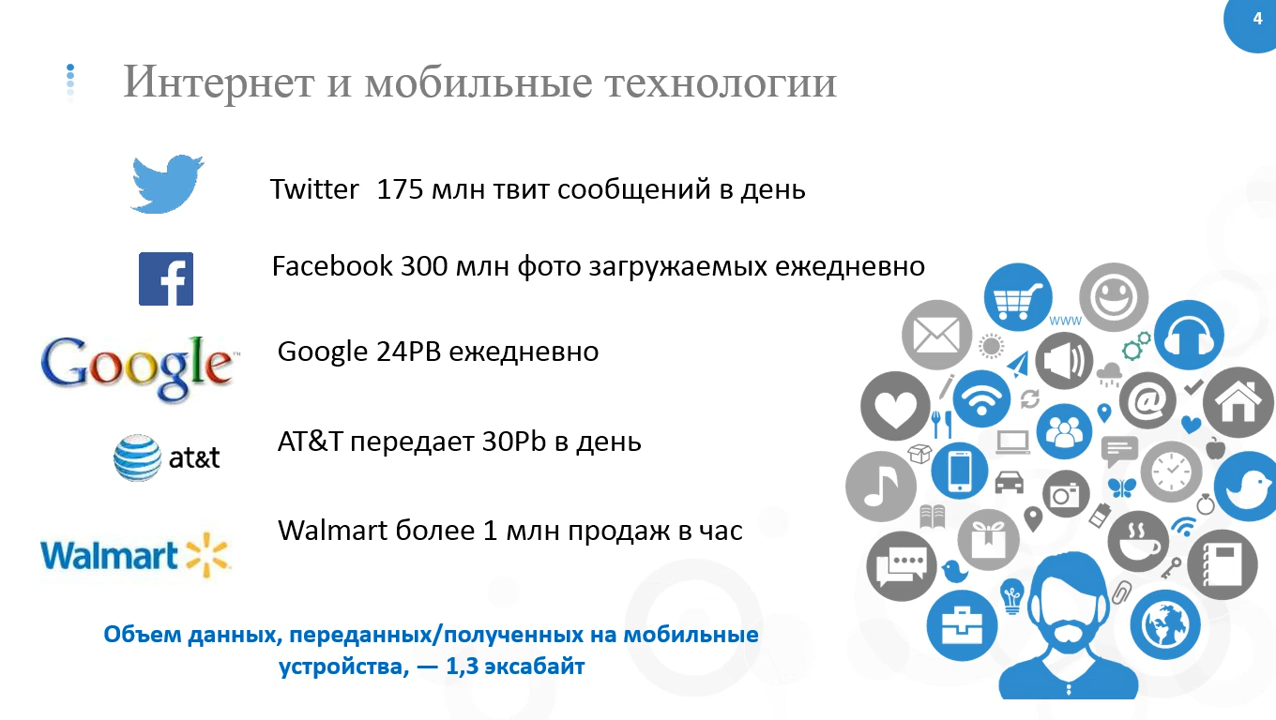 4
Интернет и мобильные технологии
Twitter 175 млн твит сообщений в день
Facebook 300 млн фото загружаемых ежедневно
Google™
Google 24PB ежедневно
at&t
AT&T передает 30Pb в день
Walmart
Walmart более 1 млн продаж в час
Объем данных, переданных/полученных на мобильные
устройства, — 1,3 эксабайт
www
@